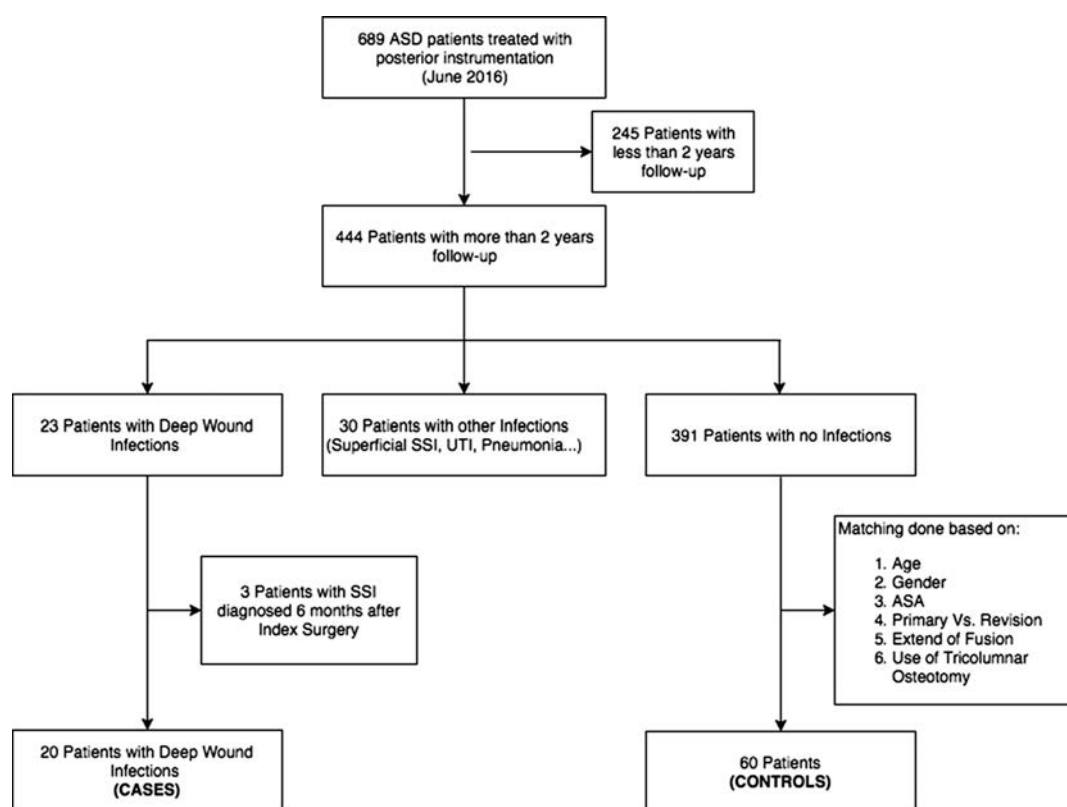 689 ASD patients treated with
posterior instrumentation
(June 2016)
245 Patients with
less than 2 years
follow-up
444 Patients with more than 2 years
follow-up
23 Patients with Deep Wound
Infections
30 Patients with other Infections
(Superficial SSI, UTI, Pneumonia...)
391 Patients with no Infections
Matching done based on:
1. Age
2. Gender
3. ASA
4. Primary Vs. Revision
5. Extend of Fusion
6. Use of Tricolumnar
Osteotomy
3 Patients with SSI
diagnosed 6 months after
Index Surgery
20 Patients with Deep Wound
Infections
(CASES)
60 Patients
(CONTROLS)